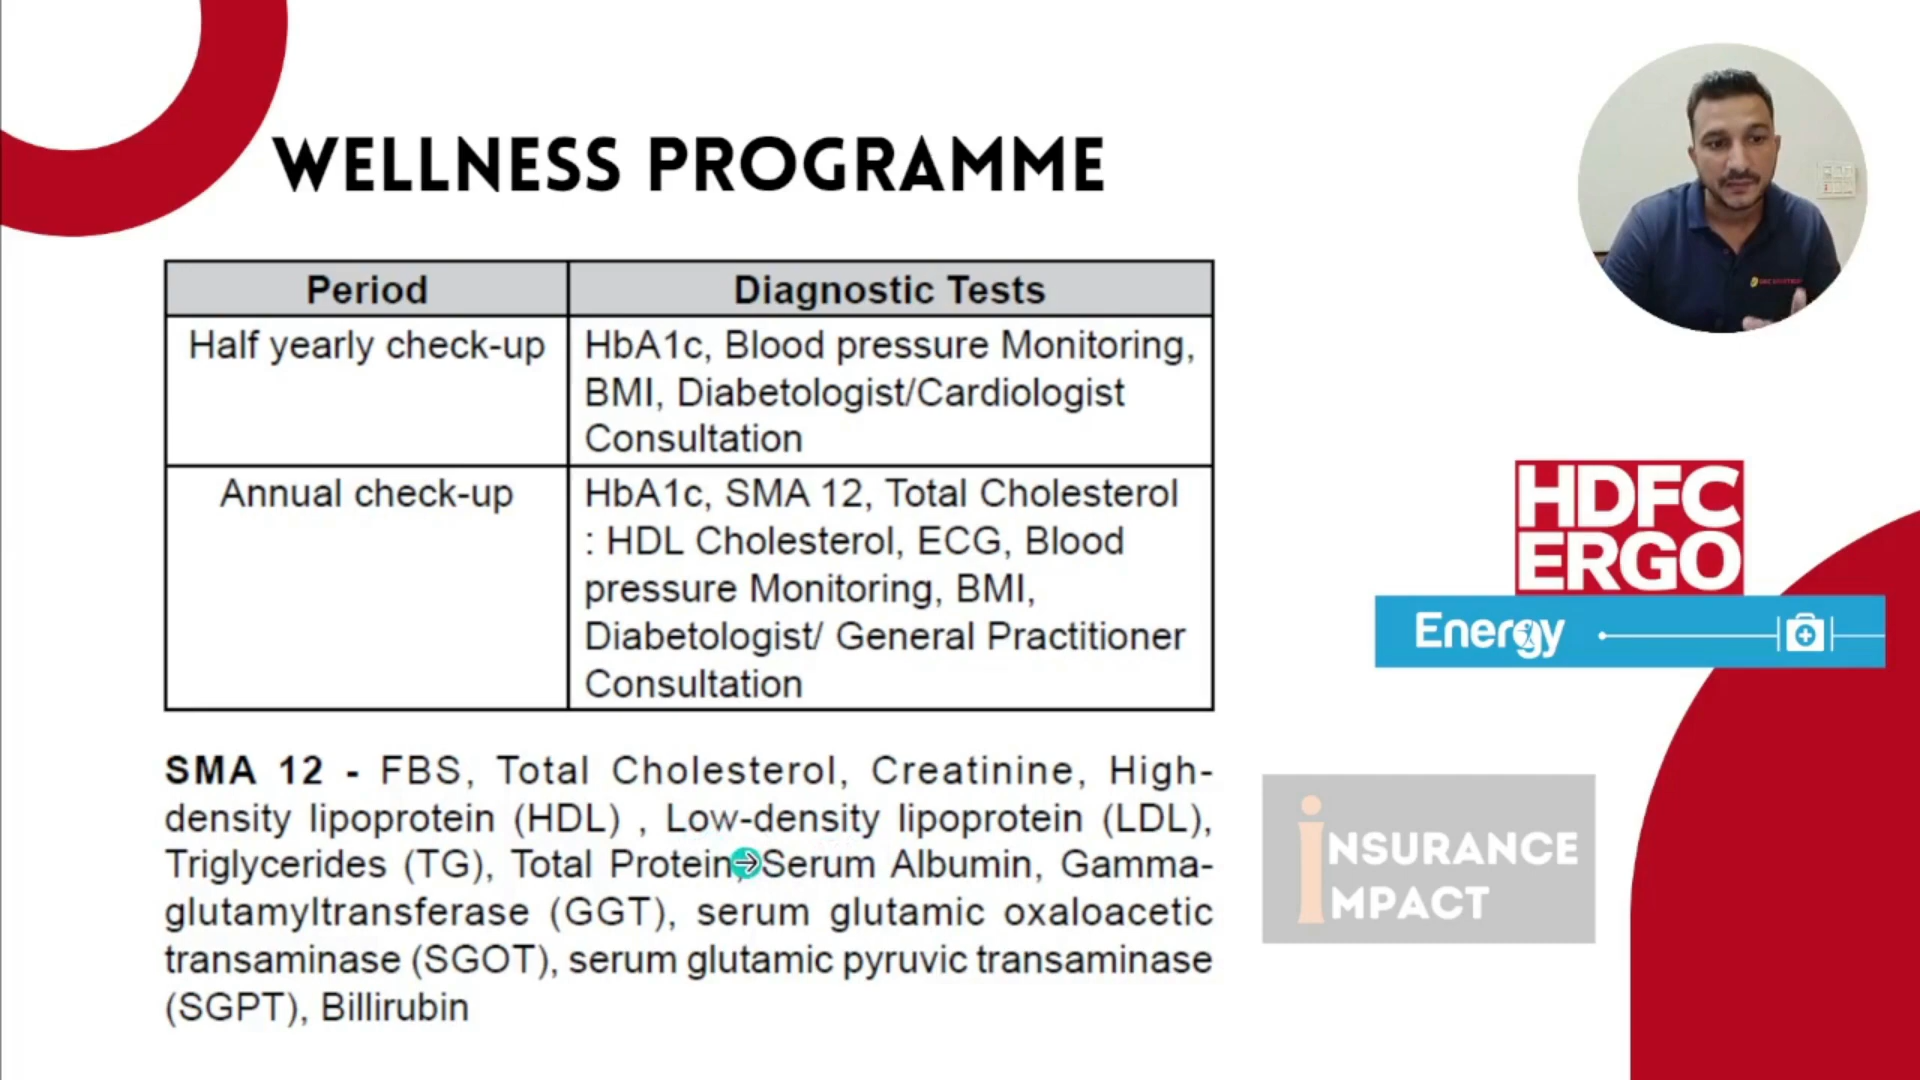 WELLNESS PROGRAMME
Period
Diagnostic Tests
Half yearly check-up
HbA1c, Blood pressure Monitoring,
BMI, Diabetologist/Cardiologist
Consultation
Annual check-up
HbA1c, SMA 12, Total Cholesterol
: HDL Cholesterol, ECG, Blood
pressure Monitoring, BMI,
Diabetologist/ General Practitioner
Consultation
SMA 12 - FBS, Total Cholesterol, Creatinine, High-
density lipoprotein (HDL) , Low-density lipoprotein (LDL),
Triglycerides (TG), Total Protein, Serum Albumin, Gamma-
glutamyltransferase (GGT), serum glutamic oxaloacetic
transaminase (SGOT), serum glutamic pyruvic transaminase
(SGPT), Billirubin
HDFC
ERGO
Energy
iNSURANCE
iMPACT